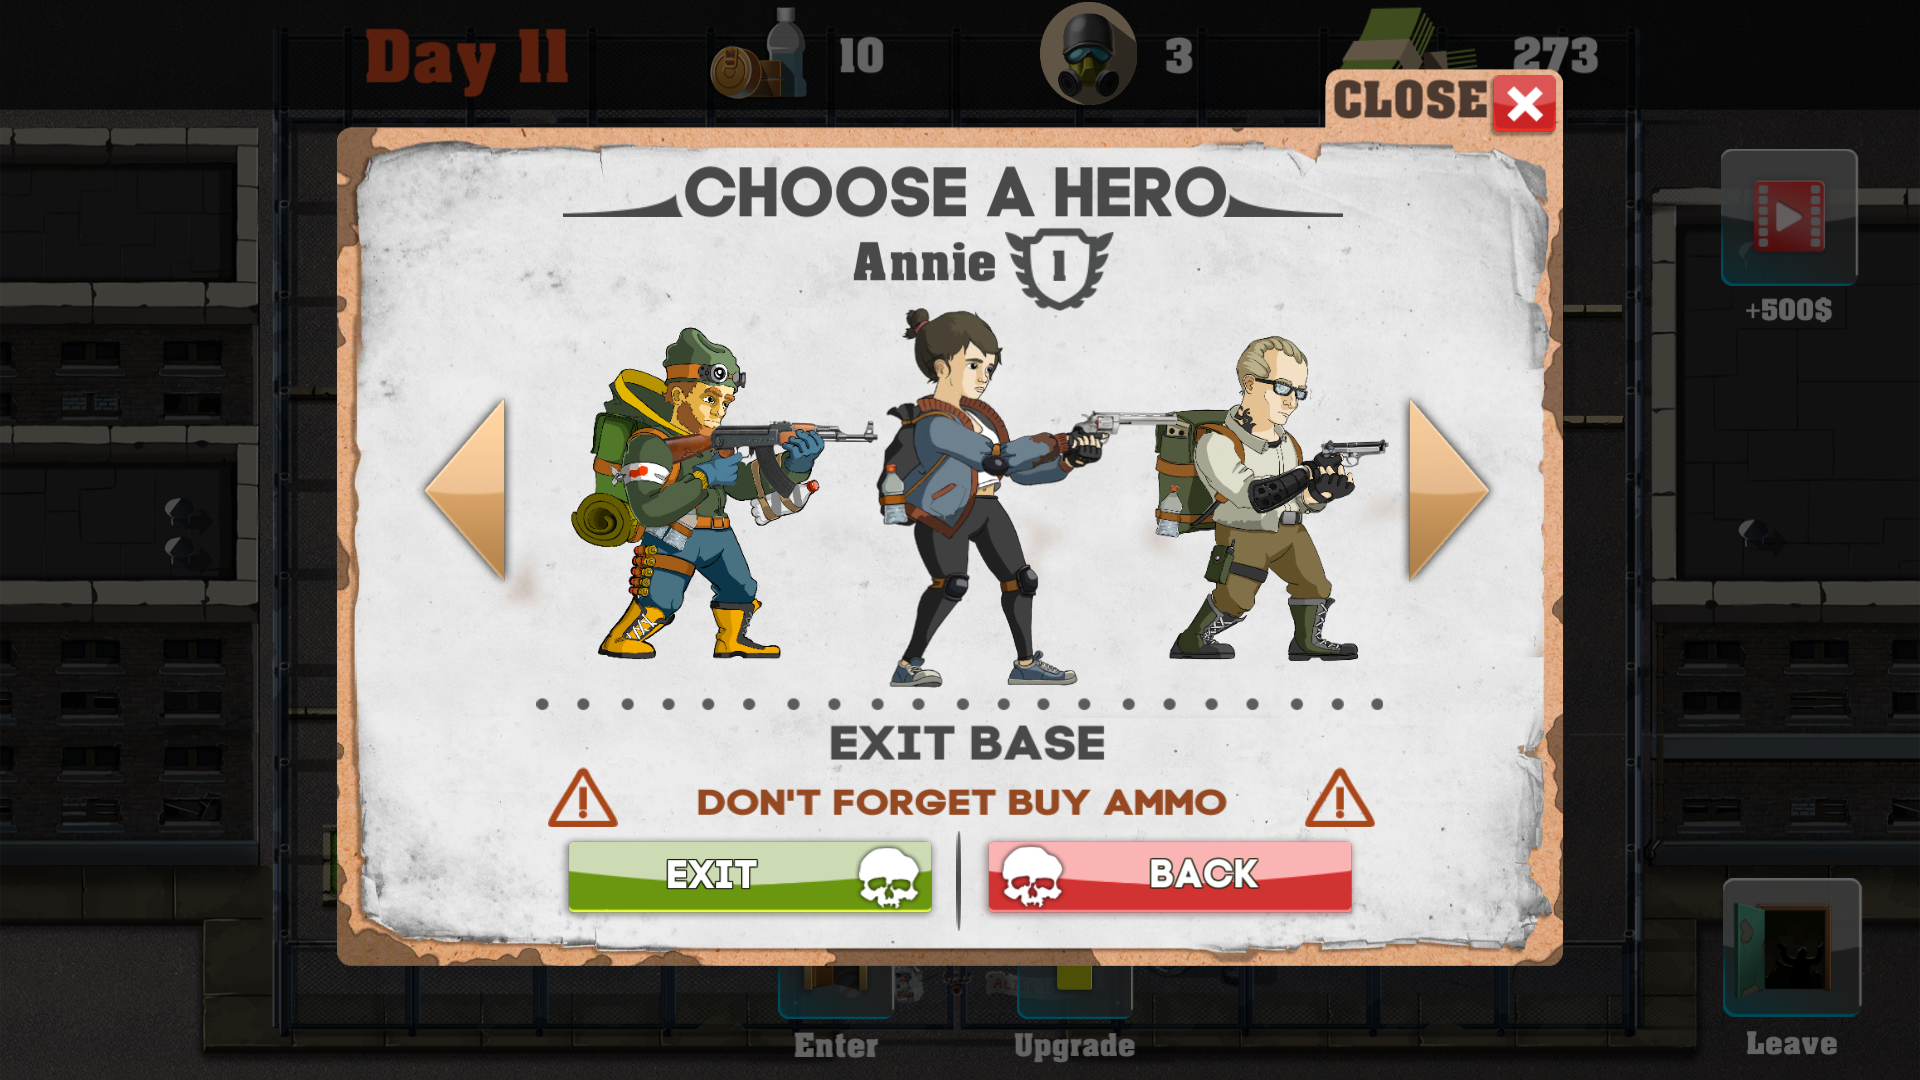 Day 11
10
3
273
CLOSE
CHOOSE A HERO
Annie 1
+500$
EXIT BASE
DON'T FORGET BUY AMMO
EXIT
BACK
Enter
Upgrade
Leave